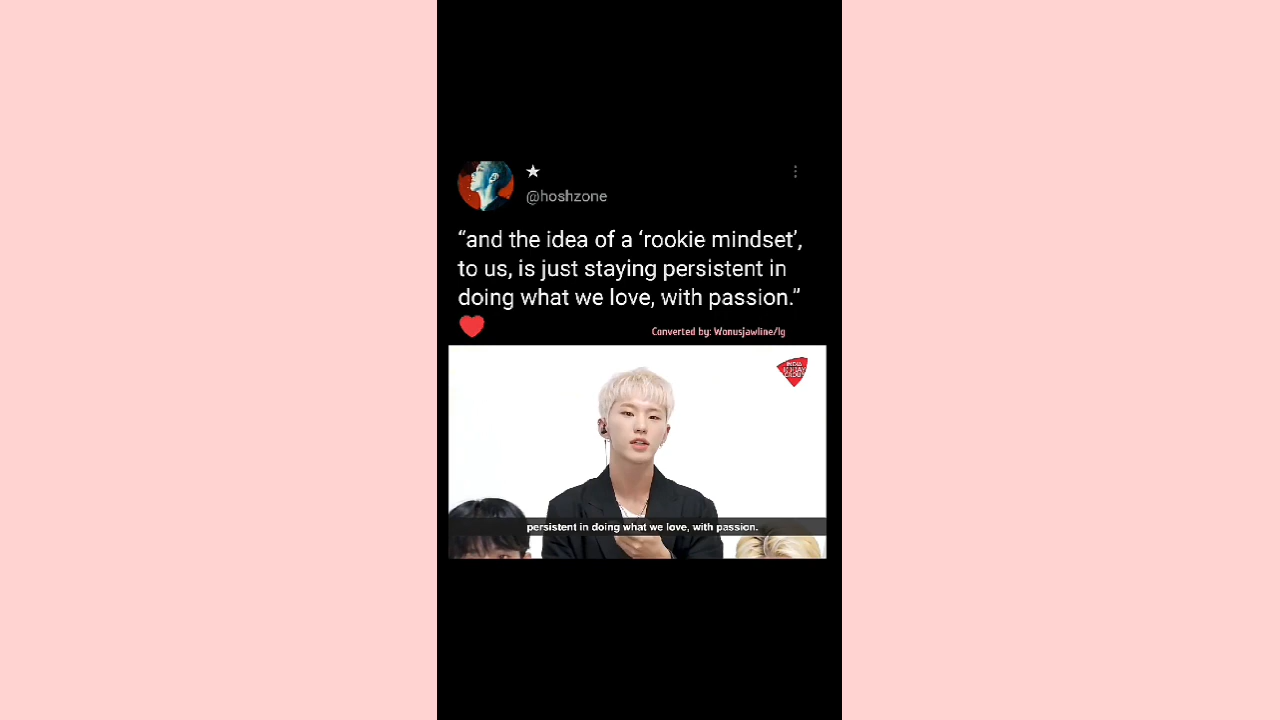 ★
@hoshzone
“and the idea of a ‘rookie mindset’,
to us, is just staying persistent in
doing what we love, with passion.”
Converted by: Wonusjawline/Ig
persistent in doing what we love, with passion.